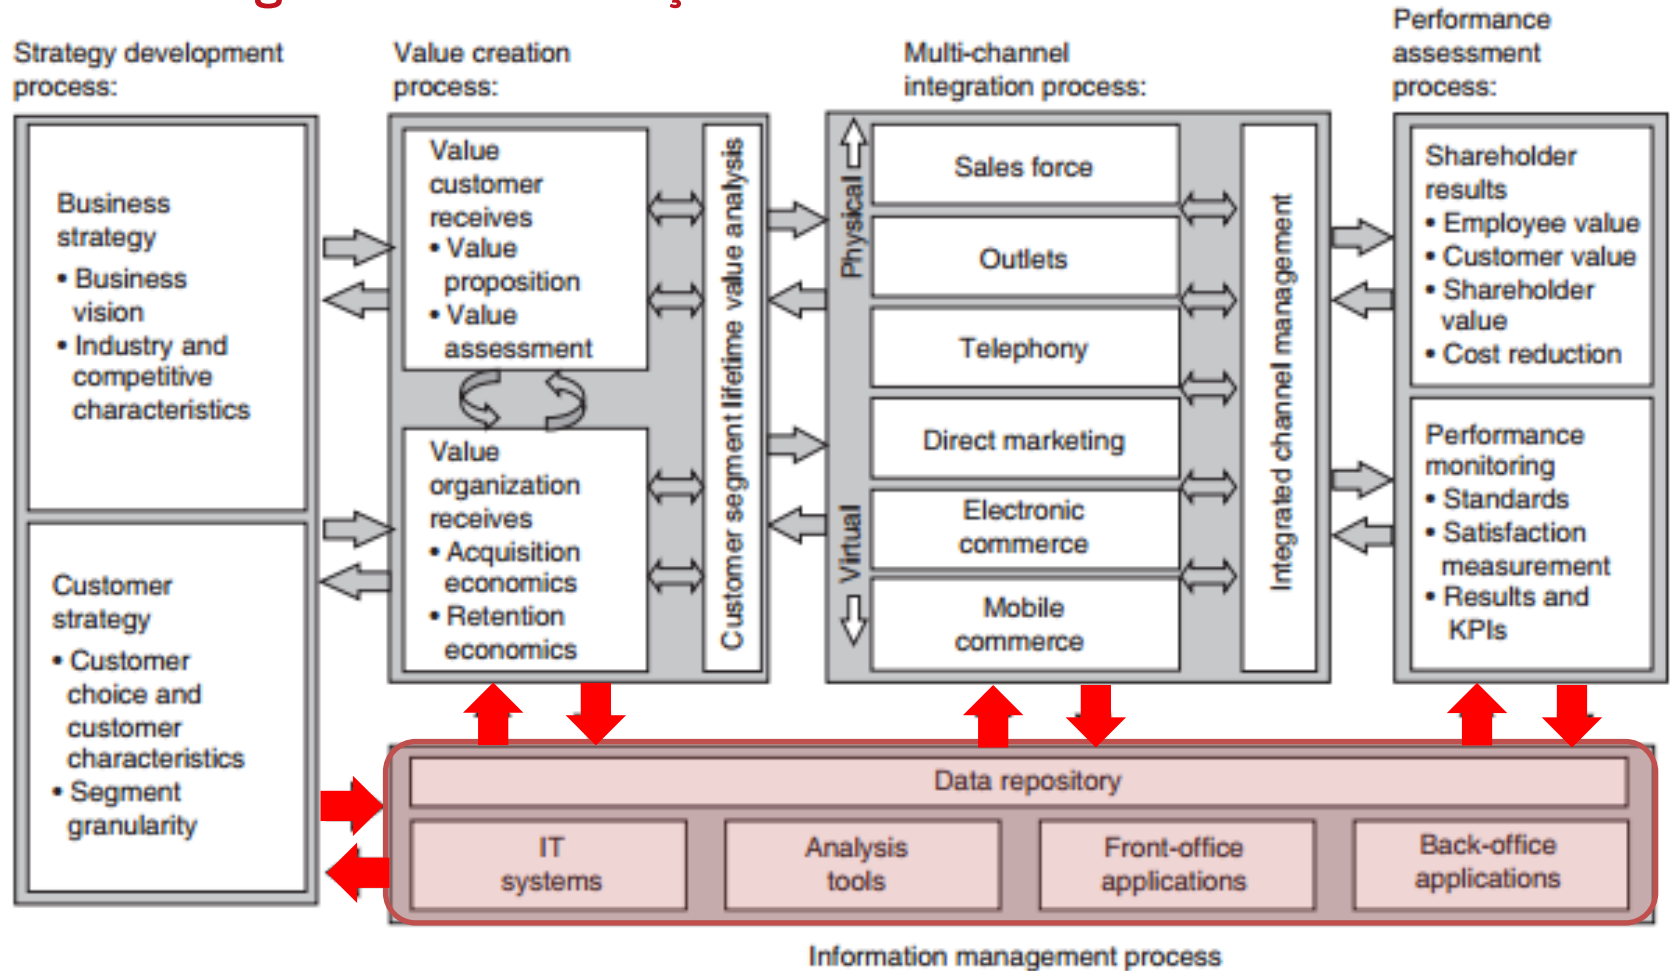 Strategy development
process:
Business
strategy
• Business
vision
• Industry and
competitive
characteristics
Customer
strategy
• Customer
choice and
customer
characteristics
• Segment
granularity
Value creation
process:
Value
customer
receives
• Value
proposition
• Value
assessment
Value
organization
receives
• Acquisition
economics
• Retention
economics
Customer segment lifetime value analysis
Multi-channel
integration process:
Physical
Virtual
Sales force
Outlets
Telephony
Direct marketing
Electronic
commerce
Mobile
commerce
Integrated channel management
Performance
assessment
process:
Shareholder
results
• Employee value
• Customer value
• Shareholder
value
• Cost reduction
Performance
monitoring
• Standards
• Satisfaction
measurement
• Results and
KPIs
Data repository
IT
systems
Analysis
tools
Front-office
applications
Back-office
applications
Information management process